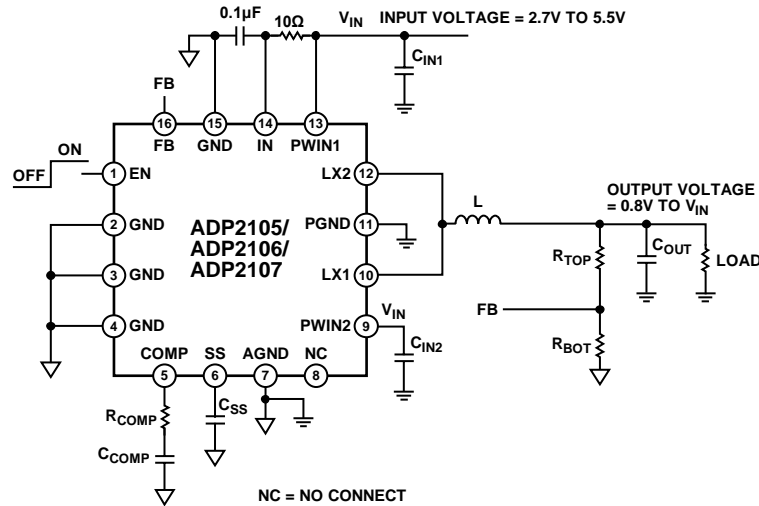 0.1µF
10Ω
VIN
INPUT VOLTAGE = 2.7V TO 5.5V
CIN1
FB
16
15
14
13
FB
GND
IN
PWIN1
ON
OFF
1
EN
LX2
12
2
GND
ADP2105/
ADP2106/
ADP2107
PGND
11
L
OUTPUT VOLTAGE
= 0.8V TO VIN
3
GND
LX1
10
RTOP
COUT
LOAD
FB
4
GND
PWIN2
9
VIN
CIN2
RBOT
COMP
SS
AGND
NC
5
6
7
8
RCOMP
CSS
CCOMP
NC = NO CONNECT